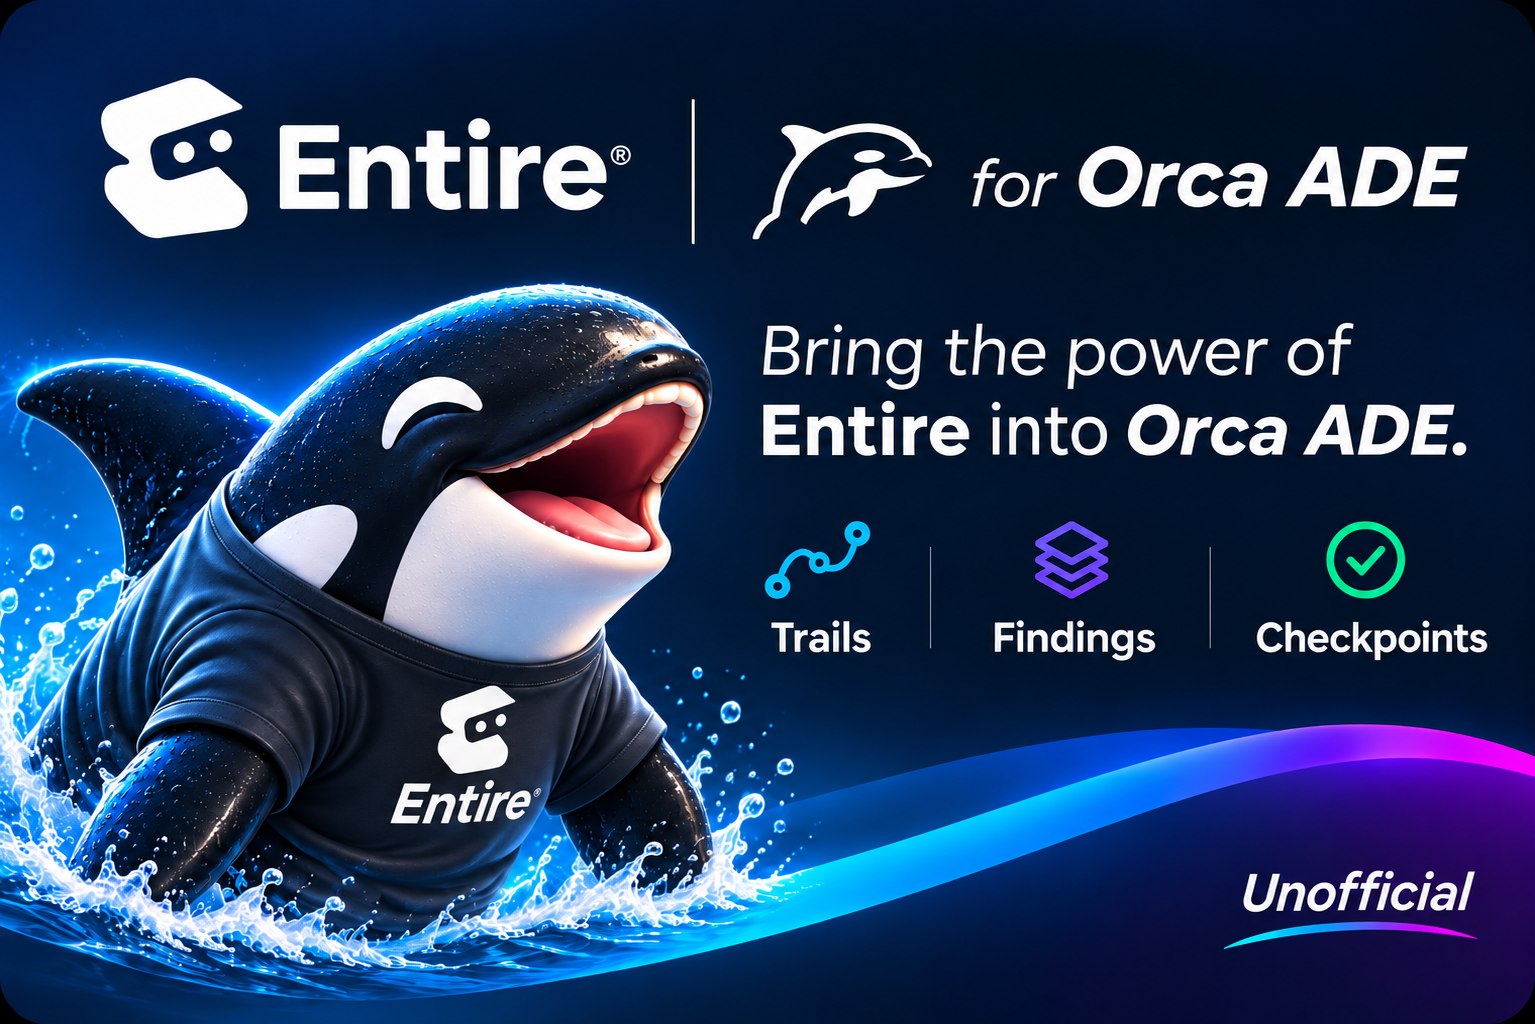 Entire®
for Orca ADE
Bring the power of
Entire into Orca ADE.
Trails
Findings
Checkpoints
Entire®
Unofficial